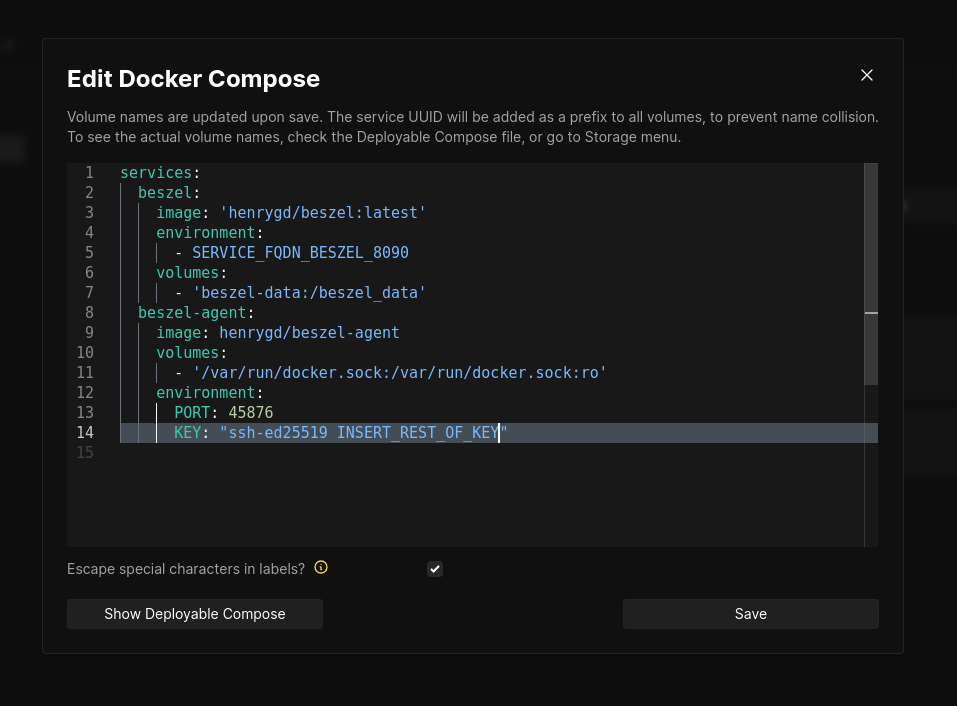 Edit Docker Compose
Volume names are updated upon save. The service UUID will be added as a prefix to all volumes, to prevent name collision.
To see the actual volume names, check the Deployable Compose file, or go to Storage menu.
1 services:
2   beszel:
3     image: 'henrygd/beszel:latest'
4     environment:
5       - SERVICE_FQDN_BESZEL_8090
6     volumes:
7       - 'beszel-data:/beszel_data'
8   beszel-agent:
9     image: henrygd/beszel-agent
10     volumes:
11       - '/var/run/docker.sock:/var/run/docker.sock:ro'
12     environment:
13       PORT: 45876
14       KEY: "ssh-ed25519 INSERT_REST_OF_KEY"
15
Escape special characters in labels?
Show Deployable Compose
Save